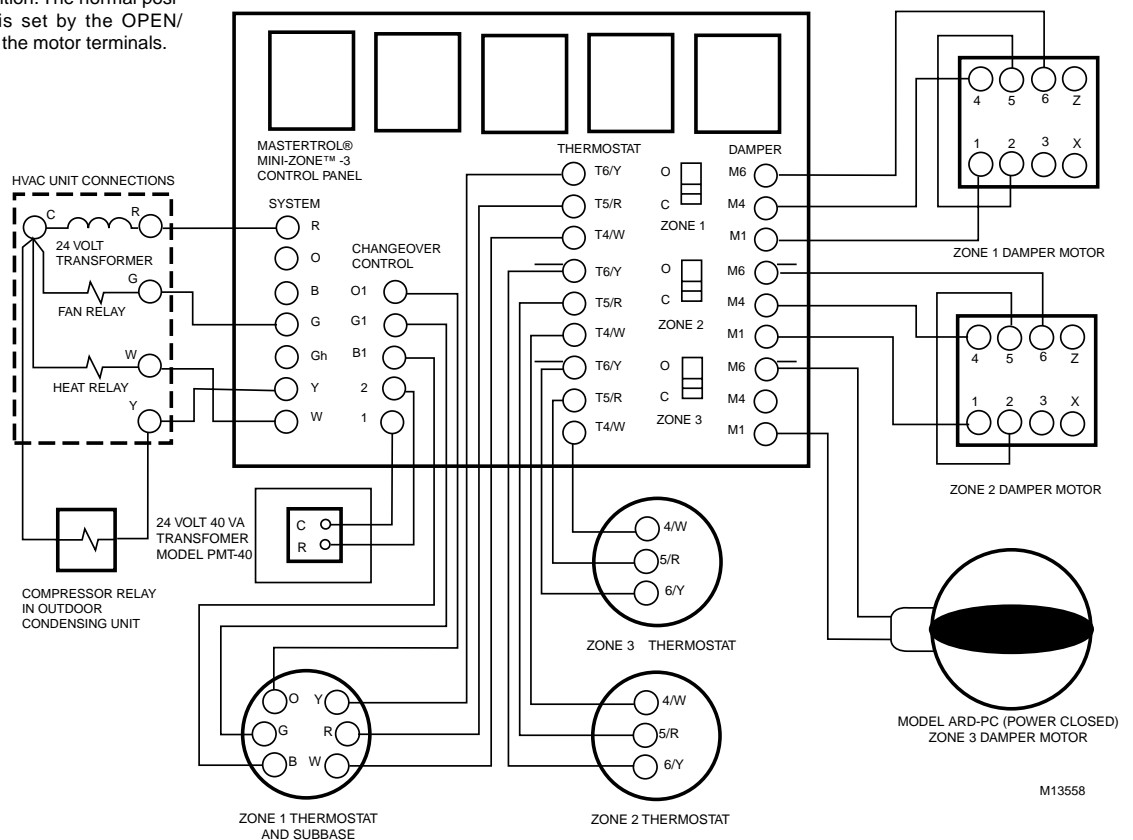 ition. The normal posi-
is set by the OPEN/
the motor terminals.
MASTERTROL®
MINI-ZONE™ -3
CONTROL PANEL
HVAC UNIT CONNECTIONS
C
R
24 VOLT
TRANSFORMER
G
FAN RELAY
W
HEAT RELAY
Y
COMPRESSOR RELAY
IN OUTDOOR
CONDENSING UNIT
SYSTEM
R
O
B
G
Gh
Y
W
CHANGEOVER
CONTROL
O1
G1
B1
2
1
24 VOLT 40 VA
TRANSFOMER
MODEL PMT-40
C
R
THERMOSTAT
T6/Y
T5/R
T4/W
T6/Y
T5/R
T4/W
T6/Y
T5/R
T4/W
O
C
ZONE 1
O
C
ZONE 2
O
C
ZONE 3
DAMPER
M6
M4
M1
M6
M4
M1
M6
M4
M1
4 5 6 Z
1 2 3 X
ZONE 1 DAMPER MOTOR
4 5 6 Z
1 2 3 X
ZONE 2 DAMPER MOTOR
4/W
5/R
6/Y
ZONE 3 THERMOSTAT
4/W
5/R
6/Y
ZONE 2 THERMOSTAT
O Y
G R
B W
ZONE 1 THERMOSTAT
AND SUBBASE
MODEL ARD-PC (POWER CLOSED)
ZONE 3 DAMPER MOTOR
M13558